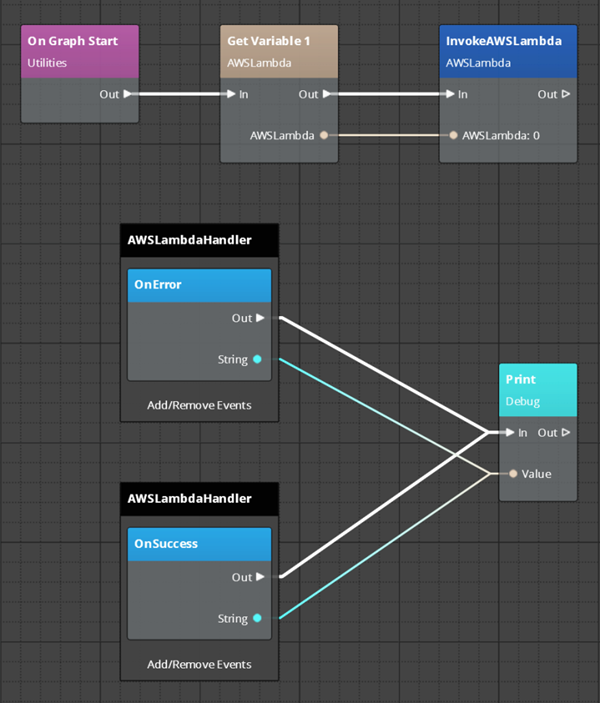 On Graph Start
Utilities
Out
Get Variable 1
AWSLambda
In Out
AWSLambda
InvokeAWSLambda
AWSLambda
In Out
AWSLambda: 0
AWSLambdaHandler
OnError
Out
String
Add/Remove Events
Print
Debug
In Out
Value
AWSLambdaHandler
OnSuccess
Out
String
Add/Remove Events